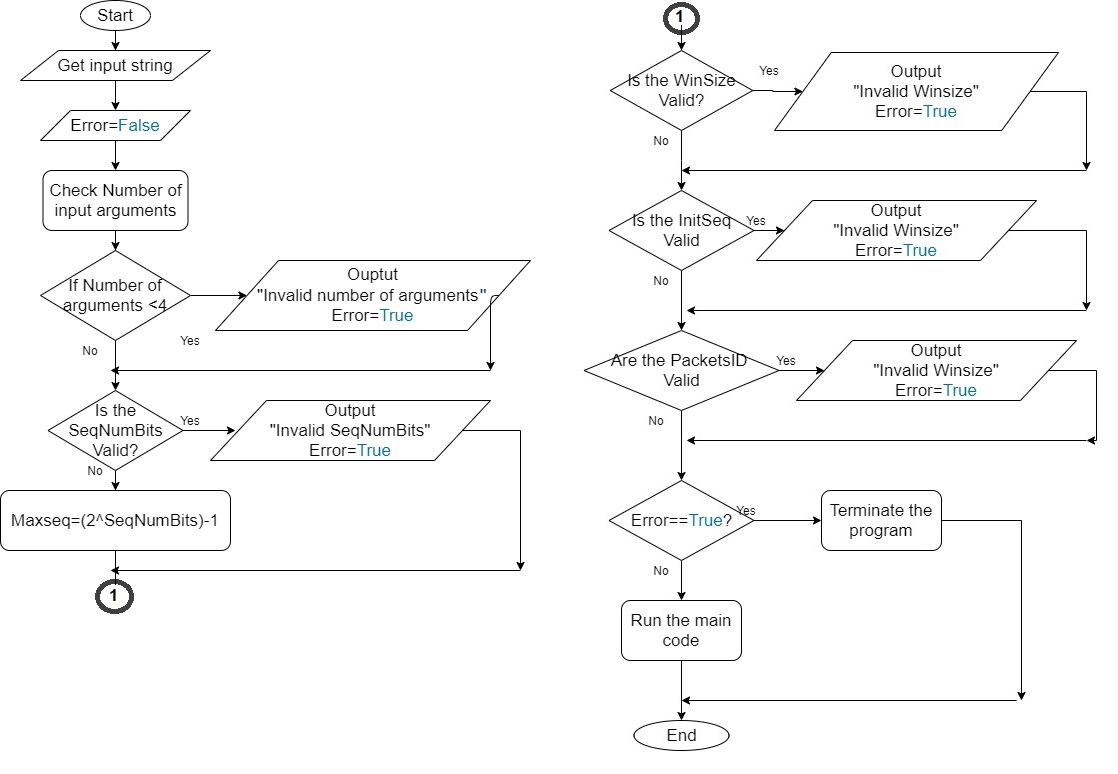 Start
Get input string
Error=False
Check Number of
input arguments
If Number of
arguments <4
Ouptut
"Invalid number of arguments"
Error=True
Yes
No
Is the
SeqNumBits
Valid?
Yes
Output
"Invalid SeqNumBits"
Error=True
No
Maxseq=(2^SeqNumBits)-1
1
1
Is the WinSize
Valid?
Yes
Output
"Invalid Winsize"
Error=True
No
Is the InitSeq
Valid
Yes
Output
"Invalid Winsize"
Error=True
No
Are the PacketsID
Valid
Yes
Output
"Invalid Winsize"
Error=True
No
Error==True?
Yes
Terminate the
program
No
Run the main
code
End